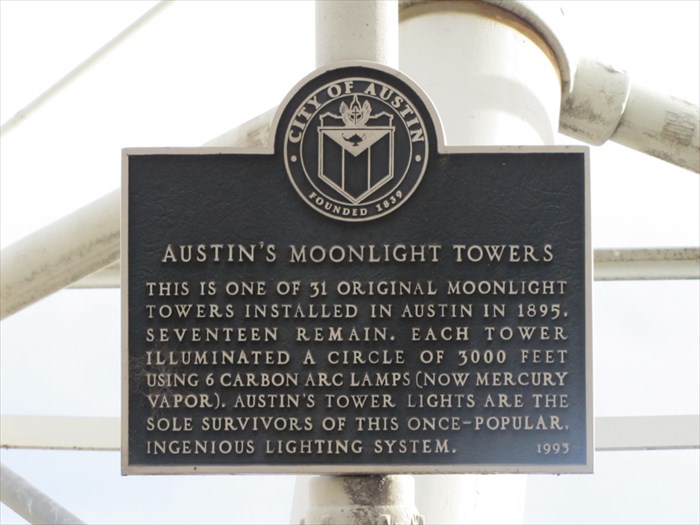 CITY OF AUSTIN
FOUNDED 1839
AUSTIN'S MOONLIGHT TOWERS
THIS IS ONE OF 31 ORIGINAL MOONLIGHT
TOWERS INSTALLED IN AUSTIN IN 1895.
SEVENTEEN REMAIN. EACH TOWER
ILLUMINATED A CIRCLE OF 3000 FEET
USING 6 CARBON ARC LAMPS (NOW MERCURY
VAPOR). AUSTIN'S TOWER LIGHTS ARE THE
SOLE SURVIVORS OF THIS ONCE-POPULAR,
INGENIOUS LIGHTING SYSTEM. 1995